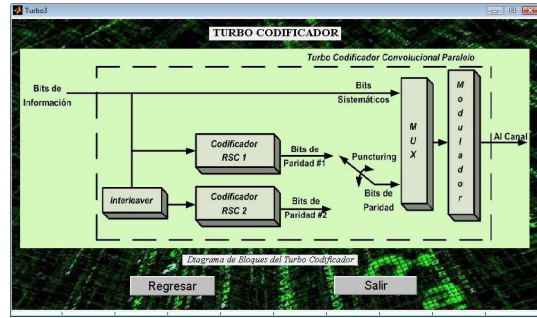 Turbo3
TURBO CODIFICADOR
Turbo Codificador Convolucional Paralelo
Bits de
Información
Bits
Sistemáticos
Codificador
RSC 1
Bits de
Paridad #1
Puncturing
Bits de
Paridad
Interleaver
Codificador
RSC 2
Bits de
Paridad #2
MUX
Modulador
Al Canal
Diagrama de Bloques del Turbo Codificador
Regresar
Salir